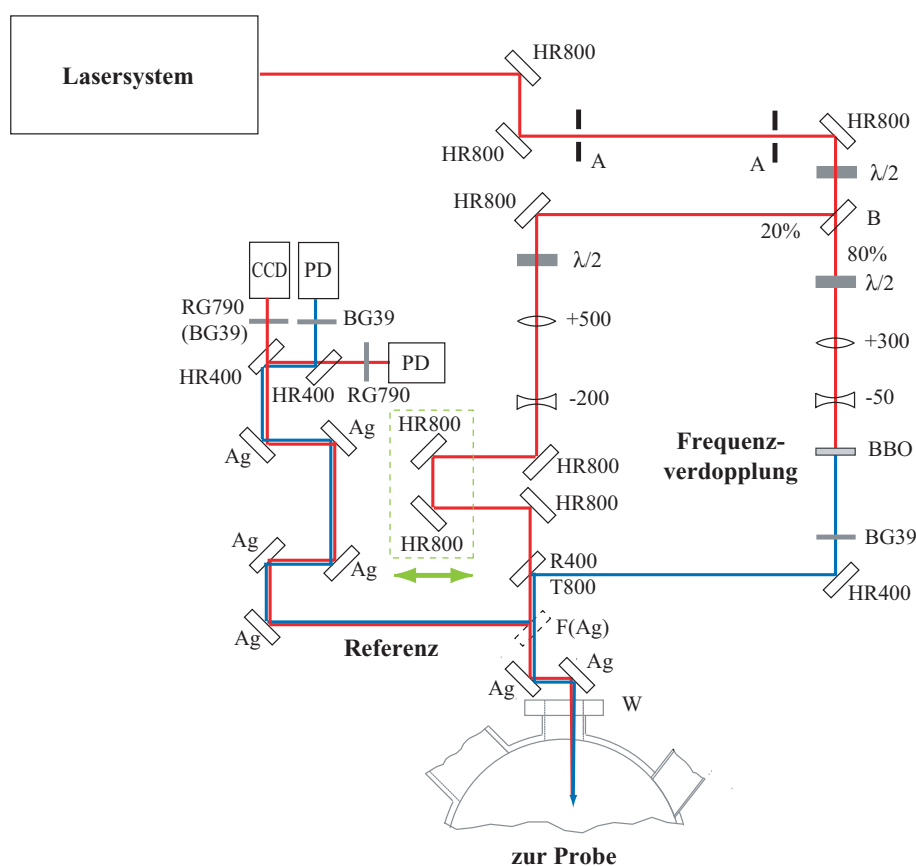 HR800
Lasersystem
HR800
HR800
A
A
λ/2
HR800
20%
B
80%
λ/2
λ/2
CCD
PD
RG790
(BG39)
BG39
+500
+300
HR400
HR400
PD
RG790
-200
-50
HR800
Ag
Ag
Frequenz-
verdopplung
BBO
HR800
HR800
HR800
BG39
Ag
Ag
R400
T800
HR400
Ag
Referenz
F(Ag)
Ag
Ag
W
zur Probe